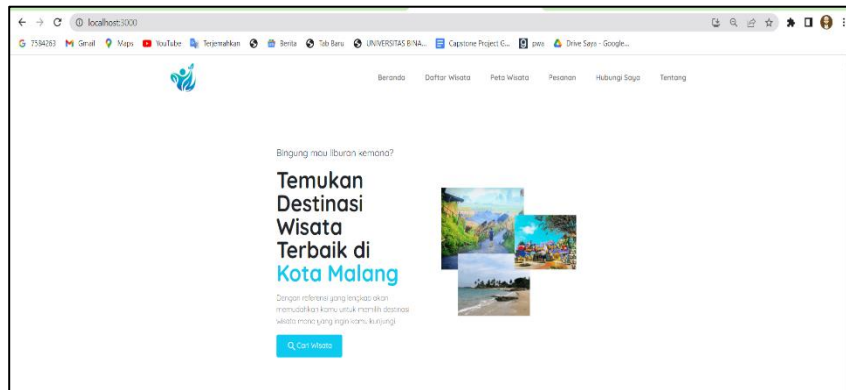 localhost:3000
7584263 Gmail Maps YouTube Terjemahkan Berita Tab Baru UNIVERSITAS BINA... Capstone Project G... pwa Drive Saya - Google...
Beranda Daftar Wisata Peta Wisata Pesanan Hubungi Saya Tentang
Bingung mau liburan kemana?
Temukan
Destinasi
Wisata
Terbaik di
Kota Malang
Dengan referensi yang lengkap akan
memudahkan kamu untuk memilih destinasi
wisata mana yang ingin kamu kunjungi
Cari Wisata